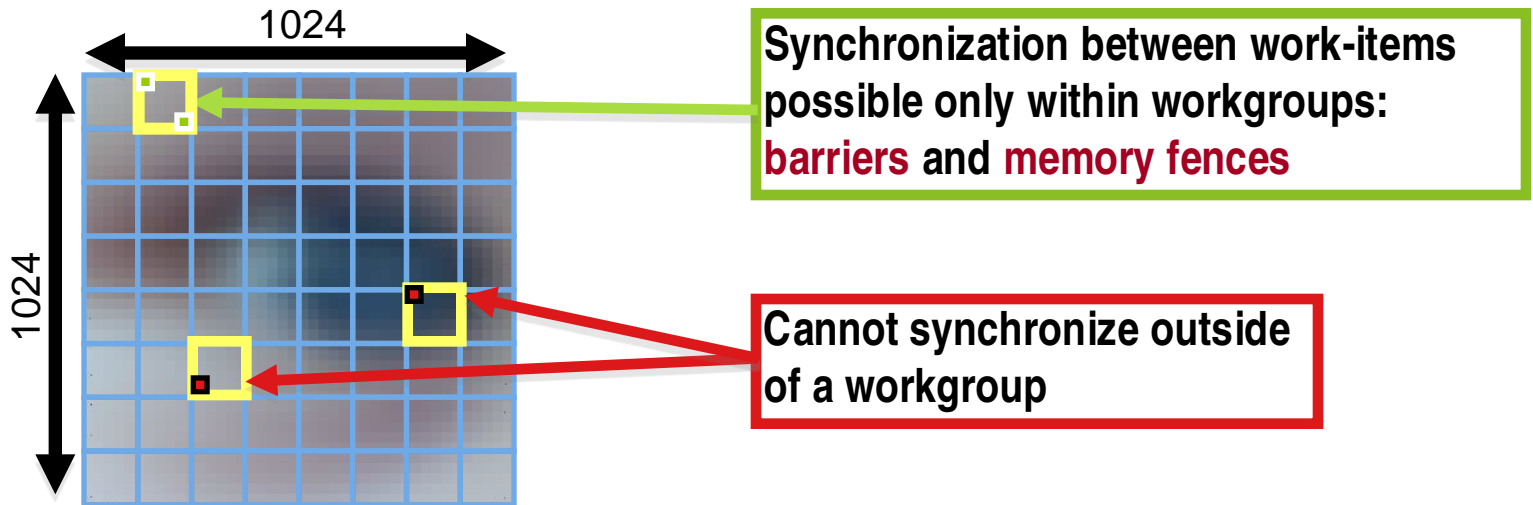 1024
Synchronization between work-items
possible only within workgroups:
barriers and memory fences
1024
Cannot synchronize outside
of a workgroup